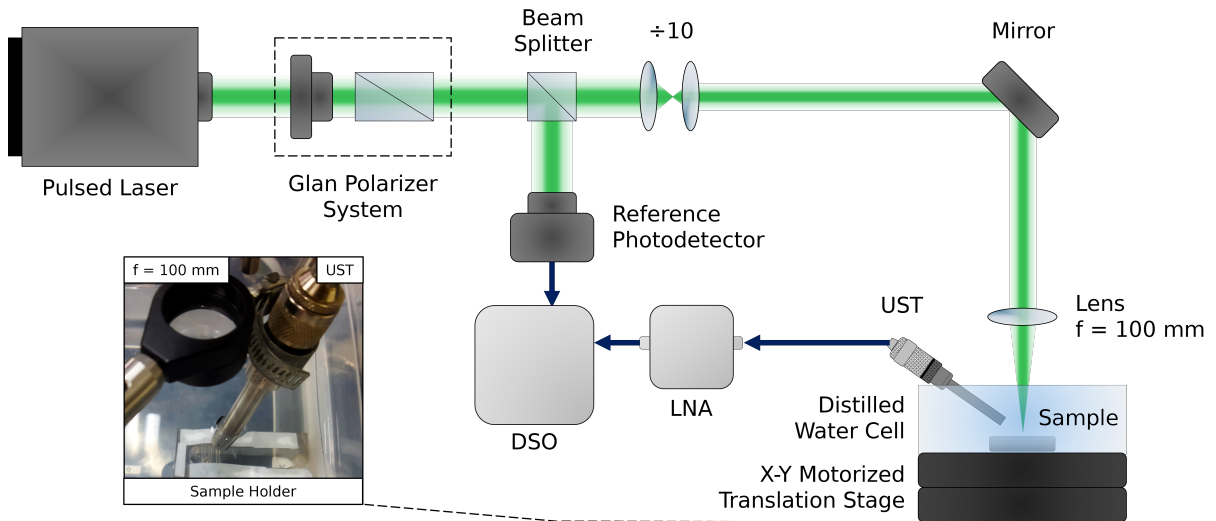 Beam
Splitter
÷10
Mirror
Pulsed Laser
Glan Polarizer
System
Reference
Photodetector
f = 100 mm
UST
Sample Holder
DSO
LNA
UST
Lens
f = 100 mm
Distilled
Water Cell
Sample
X-Y Motorized
Translation Stage